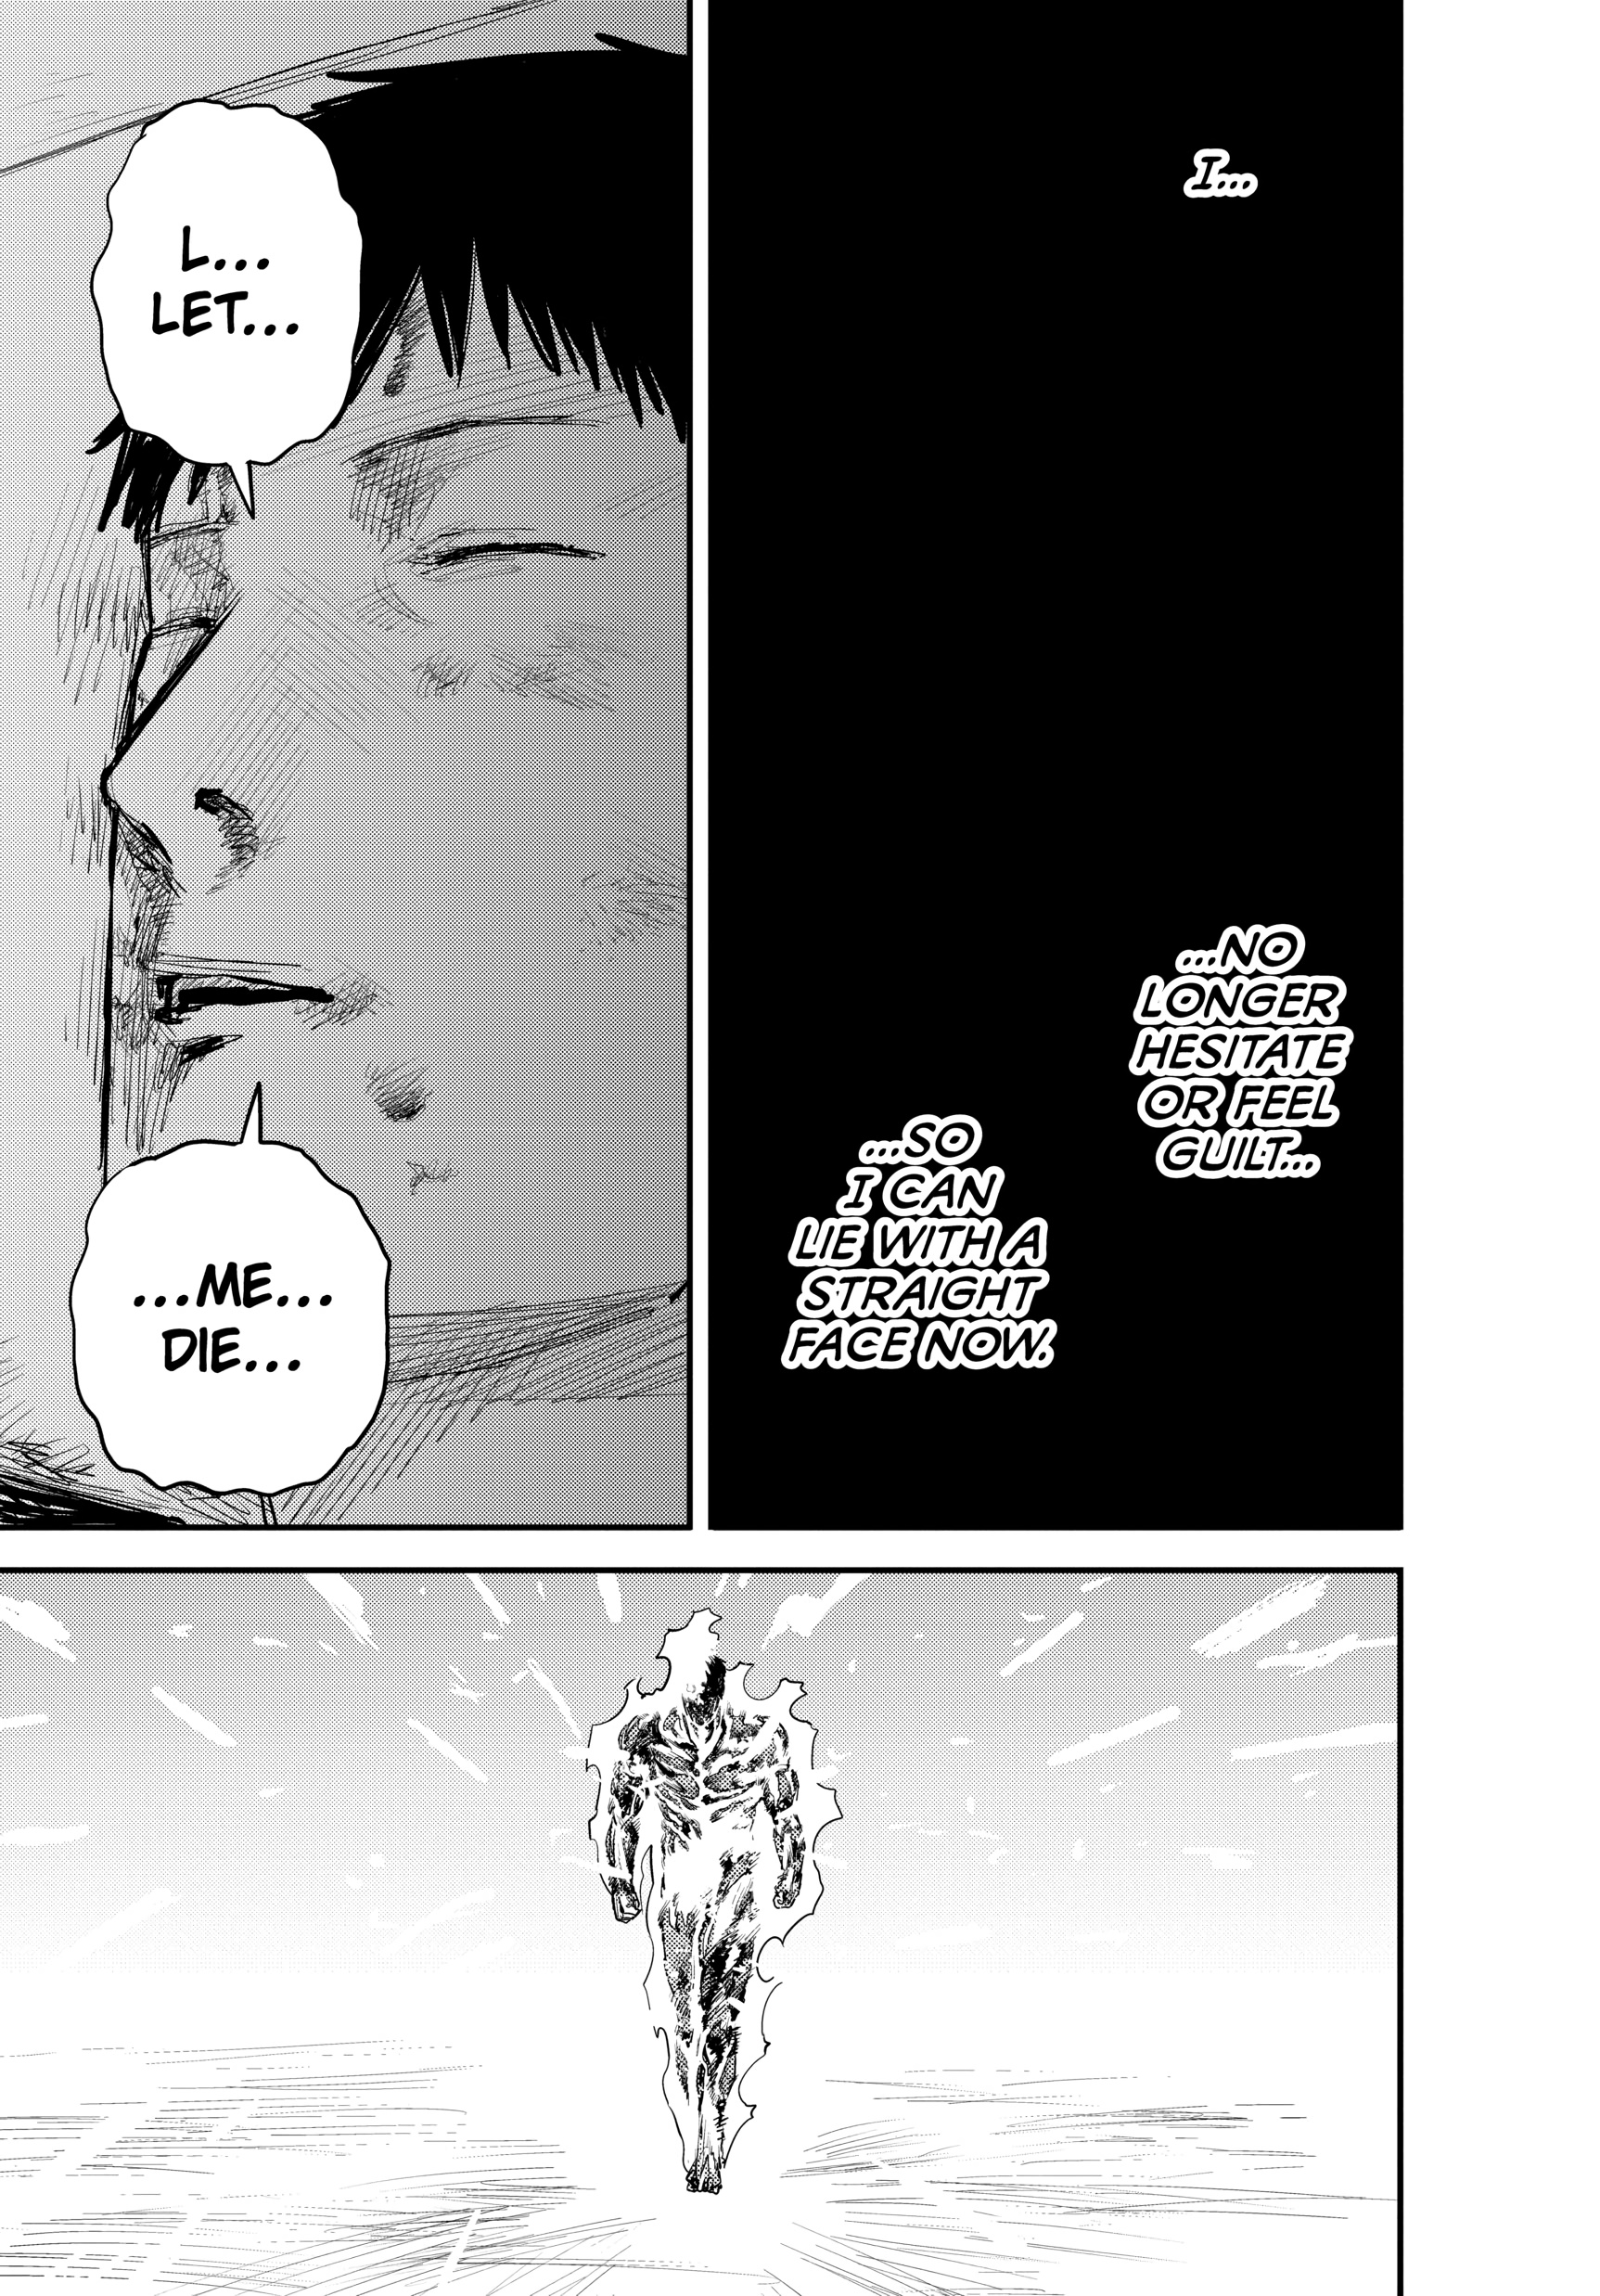 I...
...NO
LONGER
HESITATE
OR FEEL
GUILT...
...SO
I CAN
LIE WITH A
STRAIGHT
FACE NOW.
L...
LET...
...ME...
DIE...